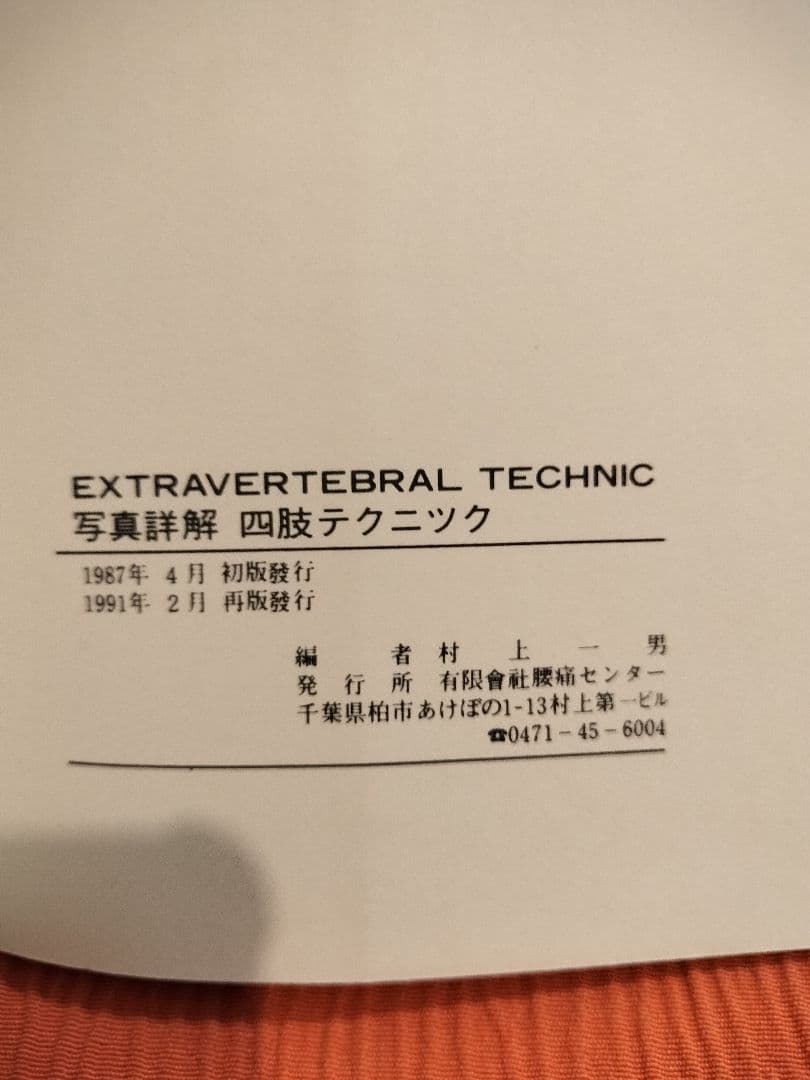 EXTRAVERTEBRAL TECHNIC
写真詳解 四肢テクニツク
1987年 4月 初版發行
1991年 2月 再版發行
編者 村上一男
発行所 有限會社腰痛センター
千葉県柏市あけぼの1-13村上第一ビル
☎0471-45-6004